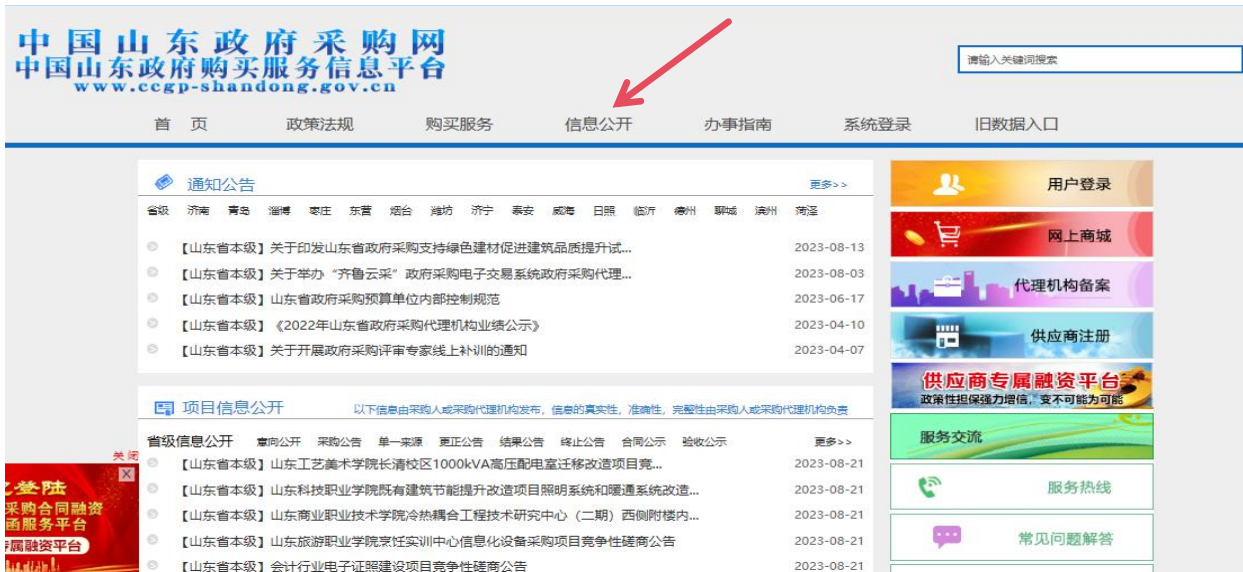 中国山东政府采购网
中国山东政府购买服务信息平台
www.ccgp-shandong.gov.cn
请输入关键词搜索
首 页 政策法规 购买服务 信息公开 办事指南 系统登录 旧数据入口
通知公告 更多>>
省级 济南 青岛 淄博 枣庄 东营 烟台 潍坊 济宁 泰安 威海 日照 临沂 德州 聊城 滨州 菏泽
【山东省本级】关于印发山东省政府采购支持绿色建材促进建筑品质提升试... 2023-08-13
【山东省本级】关于举办“齐鲁云采”政府采购电子交易系统政府采购代理... 2023-08-03
【山东省本级】山东省政府采购预算单位内部控制规范 2023-06-17
【山东省本级】《2022年山东省政府采购代理机构业绩公示》 2023-04-10
【山东省本级】关于开展政府采购评审专家线上补训的通知 2023-04-07
项目信息公开 以下信息由采购人或采购代理机构发布，信息的真实性，准确性，完整性由采购人或采购代理机构负责
省级信息公开 意向公开 采购公告 单一来源 更正公告 结果公告 终止公告 合同公示 验收公示 更多>>
【山东省本级】山东工艺美术学院长清校区1000kVA高压配电室迁移改造项目竞... 2023-08-21
【山东省本级】山东科技职业学院既有建筑节能提升改造项目照明系统和暖通系统改造... 2023-08-21
【山东省本级】山东商业职业技术学院冷热耦合工程技术研究中心（二期）西侧附楼内... 2023-08-21
【山东省本级】山东旅游职业学院烹饪实训中心信息化设备采购项目竞争性磋商公告 2023-08-21
【山东省本级】会计行业电子证照建设项目竞争性磋商公告 2023-08-21
用户登录
网上商城
代理机构备案
供应商注册
供应商专属融资平台
政策性担保强力增信，变不可能为可能
服务交流
服务热线
常见问题解答
关闭
X
登陆
采购合同融资
函服务平台
专属融资平台